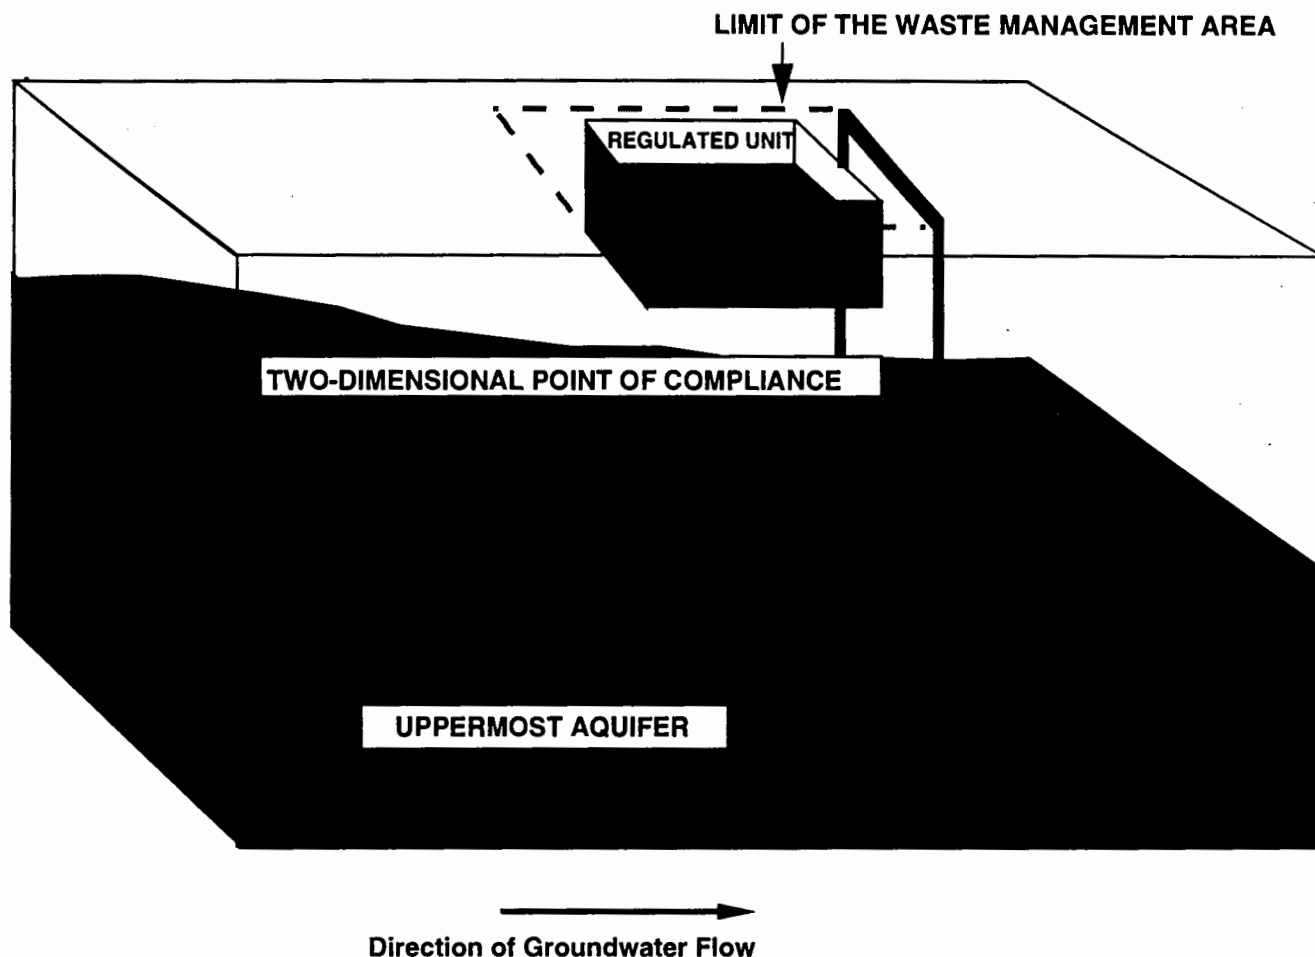 LIMIT OF THE WASTE MANAGEMENT AREA
REGULATED UNIT
TWO-DIMENSIONAL POINT OF COMPLIANCE
UPPERMOST AQUIFER
Direction of Groundwater Flow